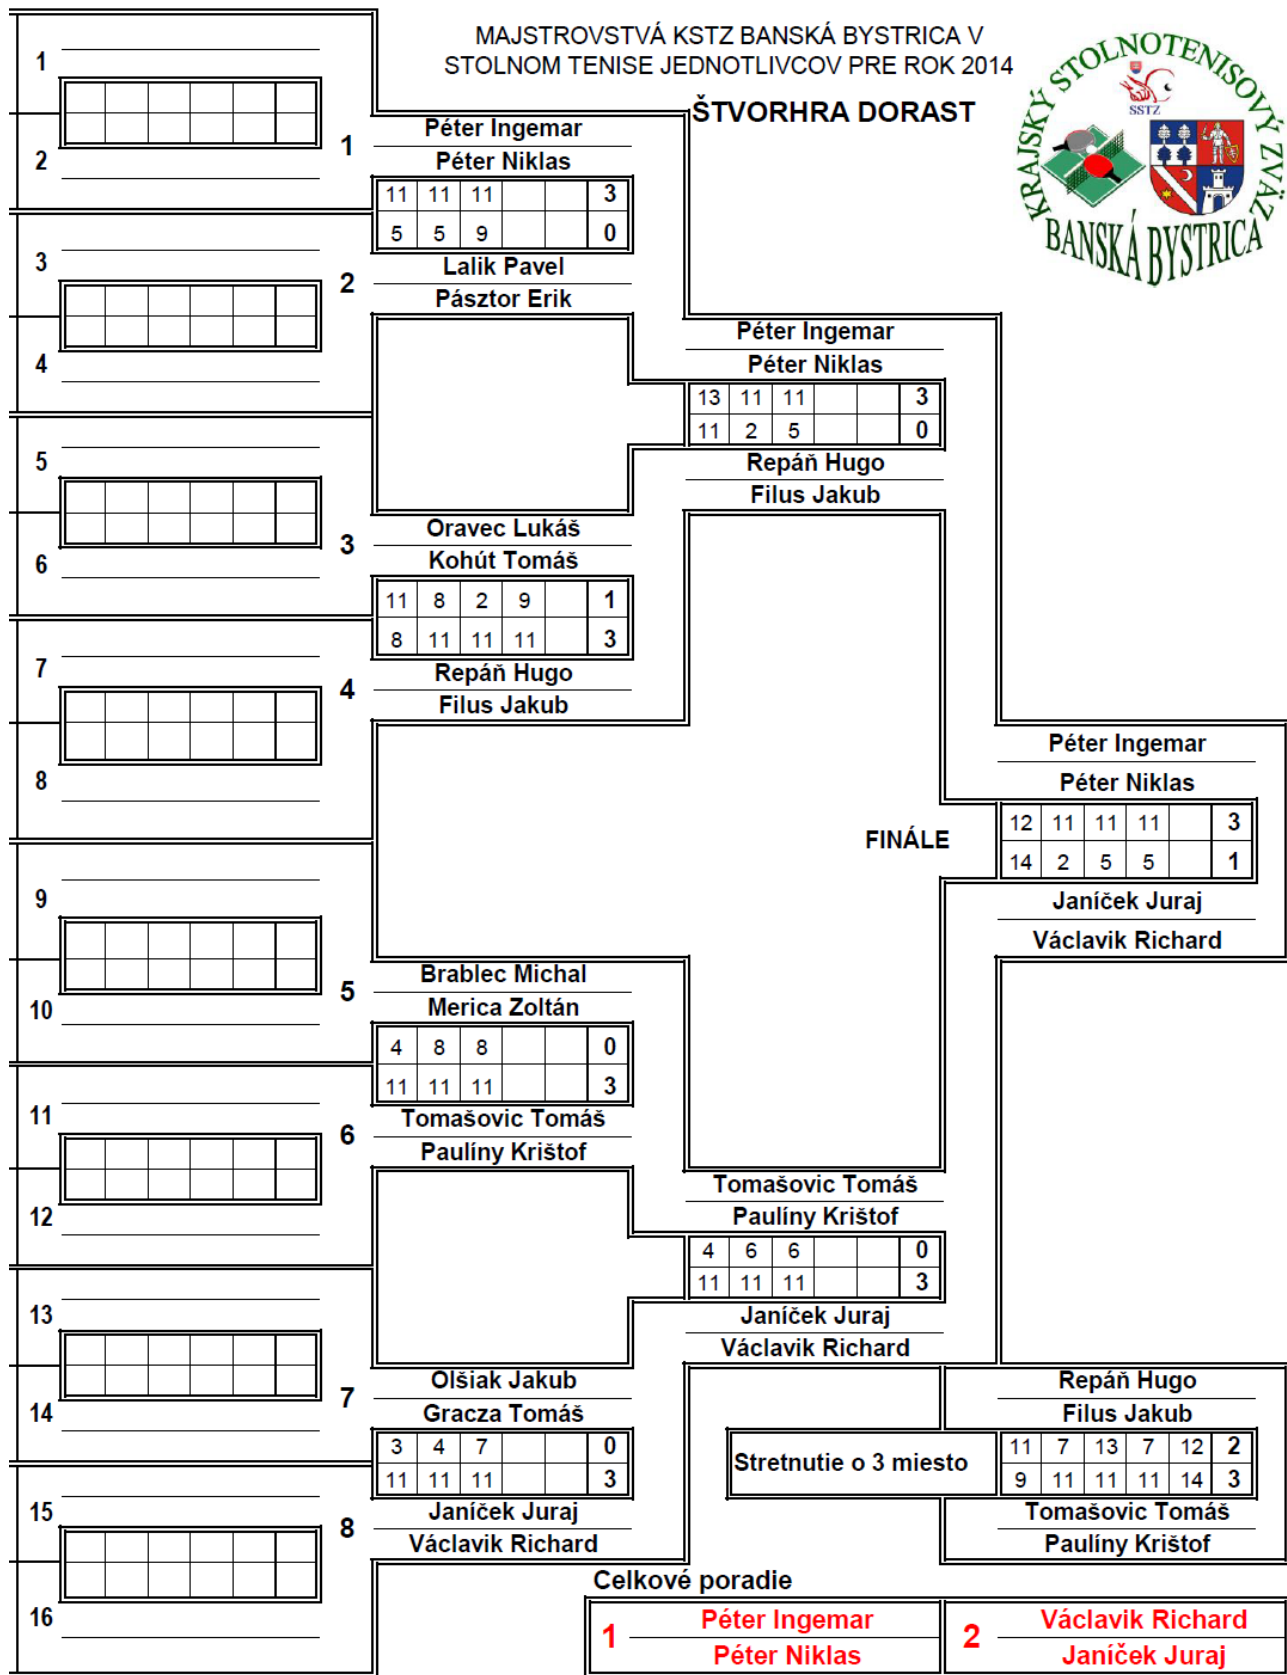 MAJSTROVSTVÁ KSTZ BANSKÁ BYSTRICA V
STOLNOM TENISE JEDNOTLIVCOV PRE ROK 2014
ŠTVORHRA DORAST
KRAJSKÝ STOLNOTENISOVÝ ZVÄZ
SSTZ
BANSKÁ BYSTRICA
1
2
1
Péter Ingemar
Péter Niklas
11 11 11 3
5 5 9 0
3
4
2
Lalik Pavel
Pásztor Erik
Péter Ingemar
Péter Niklas
13 11 11 3
11 2 5 0
Repáň Hugo
Filus Jakub
5
6
3
Oravec Lukáš
Kohút Tomáš
11 8 2 9 1
8 11 11 11 3
7
8
4
Repáň Hugo
Filus Jakub
FINÁLE
Péter Ingemar
Péter Niklas
12 11 11 11 3
14 2 5 5 1
Janíček Juraj
Václavik Richard
9
10
5
Brablec Michal
Merica Zoltán
4 8 8 0
11 11 11 3
11
12
6
Tomašovic Tomáš
Paulíny Krištof
Tomašovic Tomáš
Paulíny Krištof
4 6 6 0
11 11 11 3
Janíček Juraj
Václavik Richard
13
14
7
Olšiak Jakub
Gracza Tomáš
3 4 7 0
11 11 11 3
15
16
8
Janíček Juraj
Václavik Richard
Stretnutie o 3 miesto
Repáň Hugo
Filus Jakub
11 7 13 7 12 2
9 11 11 11 14 3
Tomašovic Tomáš
Paulíny Krištof
Celkové poradie
1
Péter Ingemar
Péter Niklas
2
Václavik Richard
Janíček Juraj